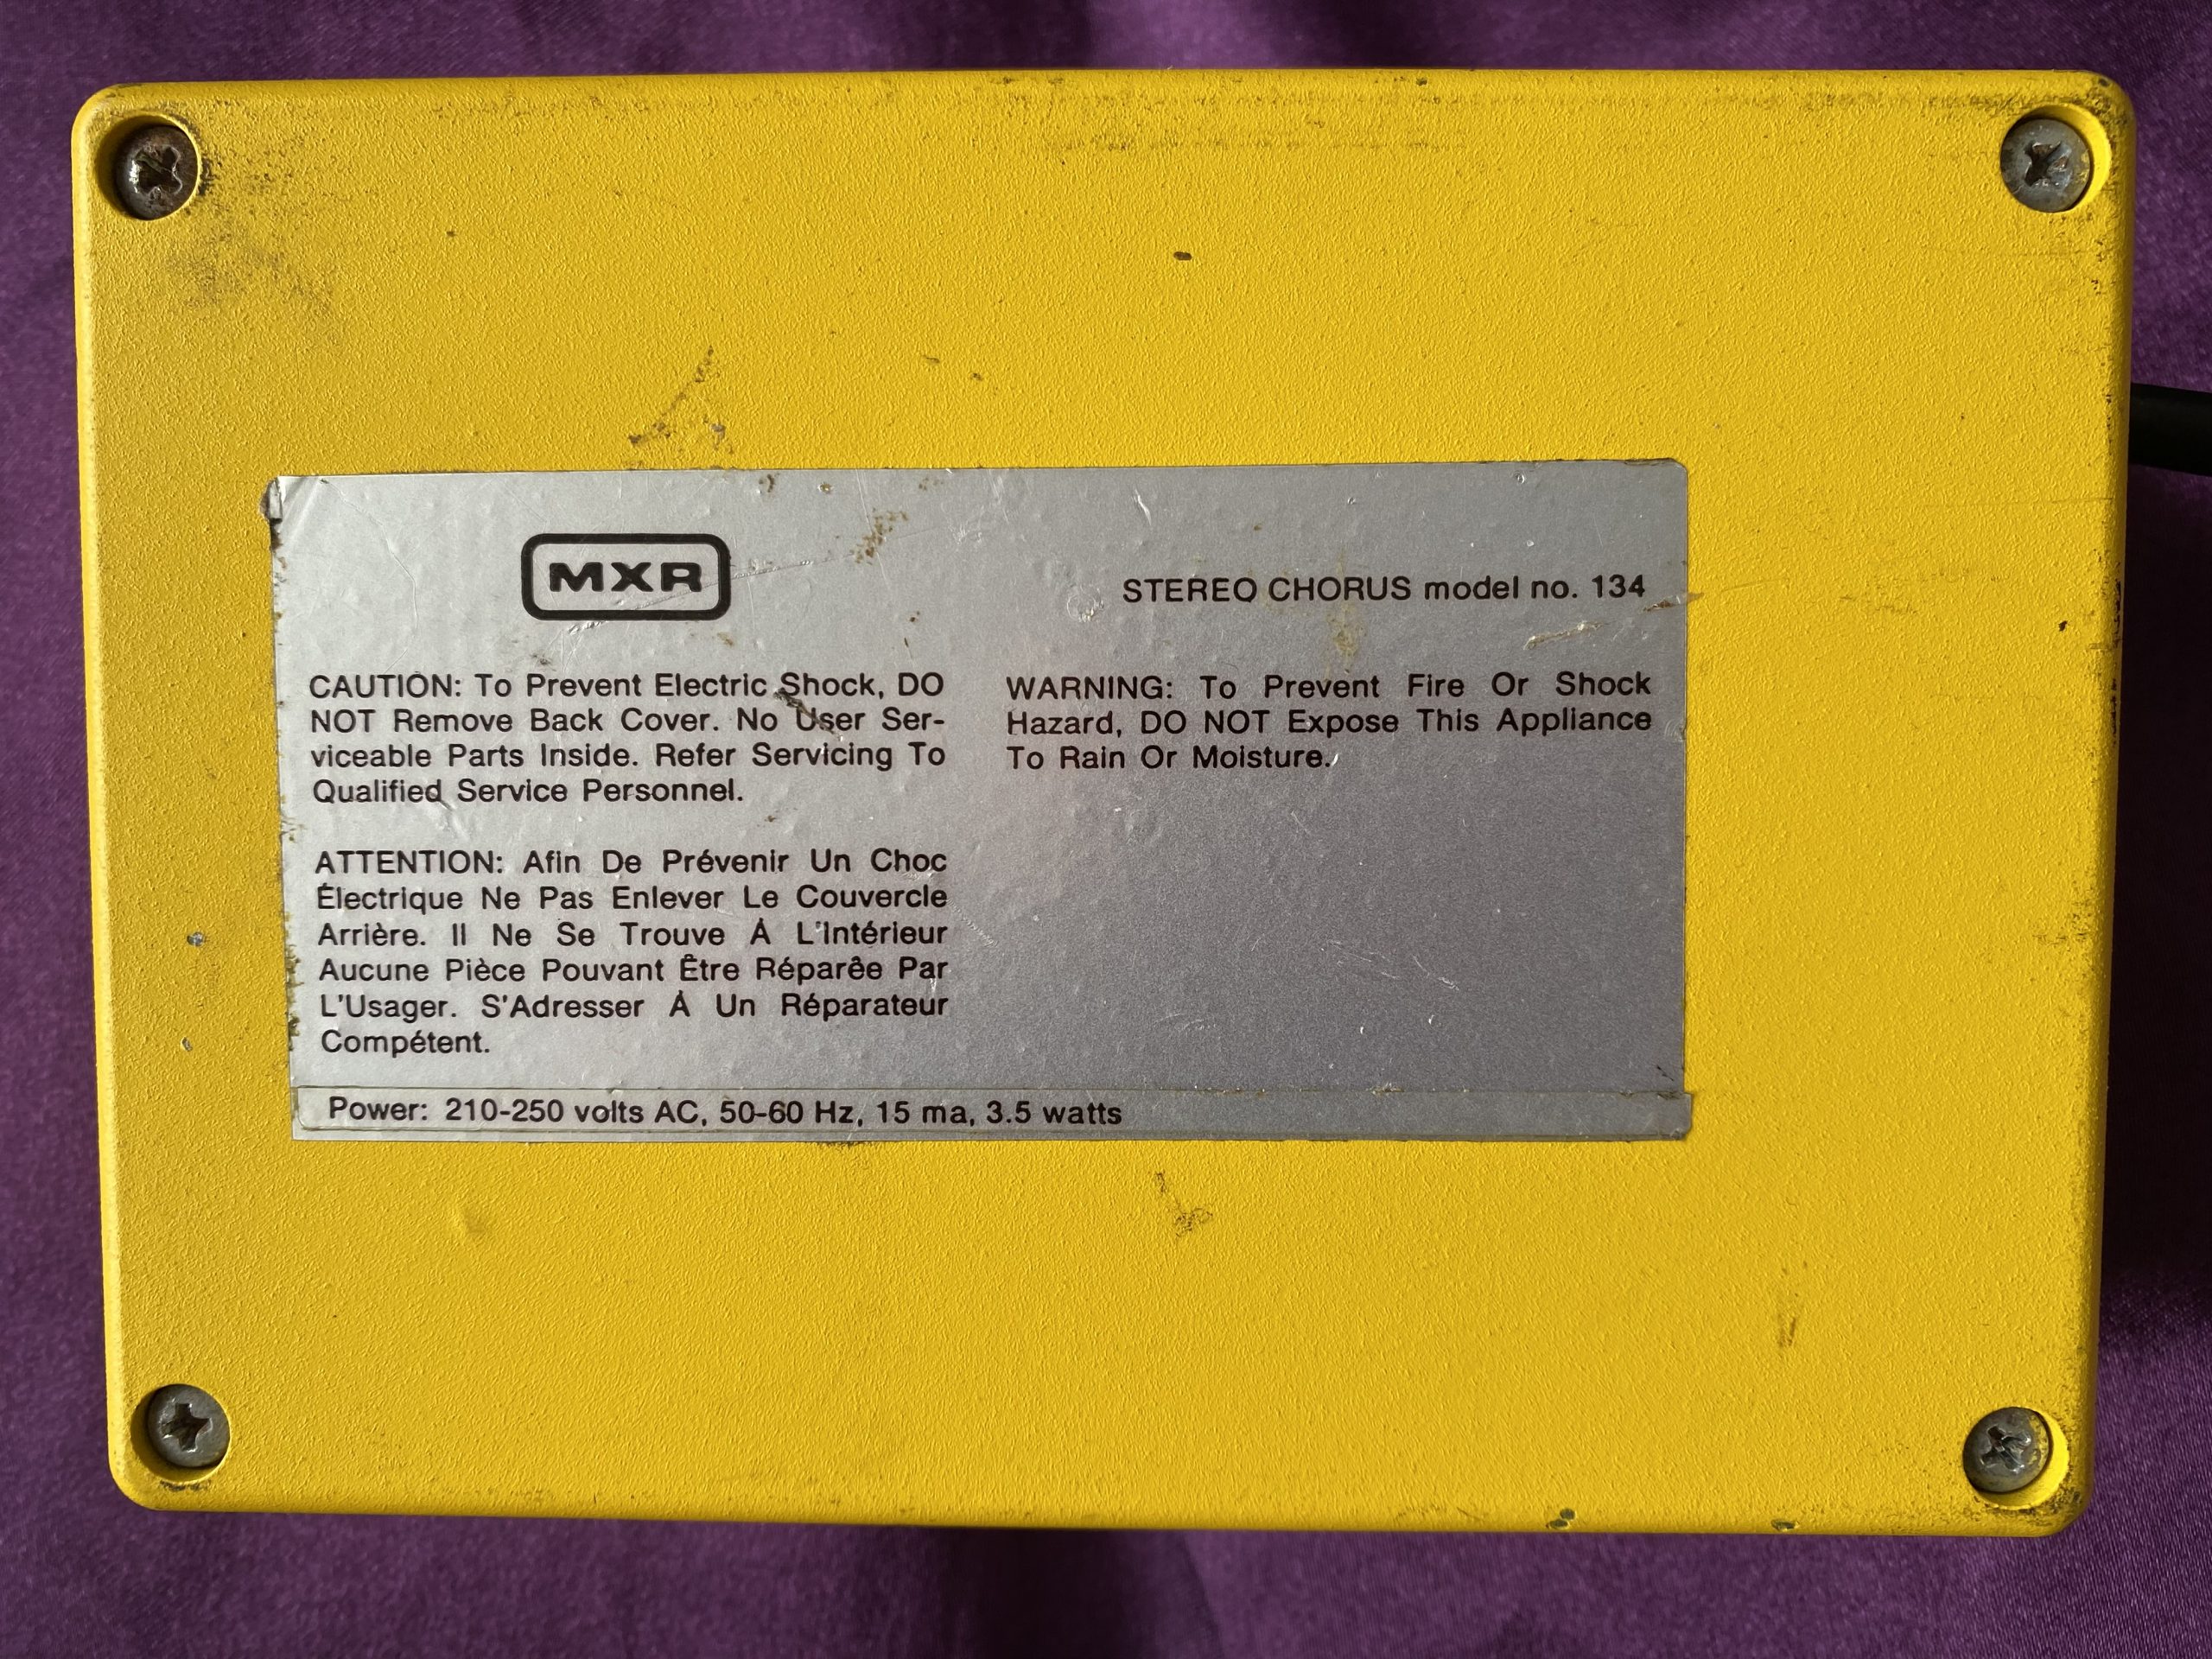 MXR
STEREO CHORUS model no. 134
CAUTION: To Prevent Electric Shock, DO
NOT Remove Back Cover. No User Ser-
viceable Parts Inside. Refer Servicing To
Qualified Service Personnel.
WARNING: To Prevent Fire Or Shock
Hazard, DO NOT Expose This Appliance
To Rain Or Moisture.
ATTENTION: Afin De Prévenir Un Choc
Électrique Ne Pas Enlever Le Couvercle
Arrière. Il Ne Se Trouve À L'Intérieur
Aucune Pièce Pouvant Être Réparêe Par
L'Usager. S'Adresser À Un Réparateur
Compétent.
Power: 210-250 volts AC, 50-60 Hz, 15 ma, 3.5 watts